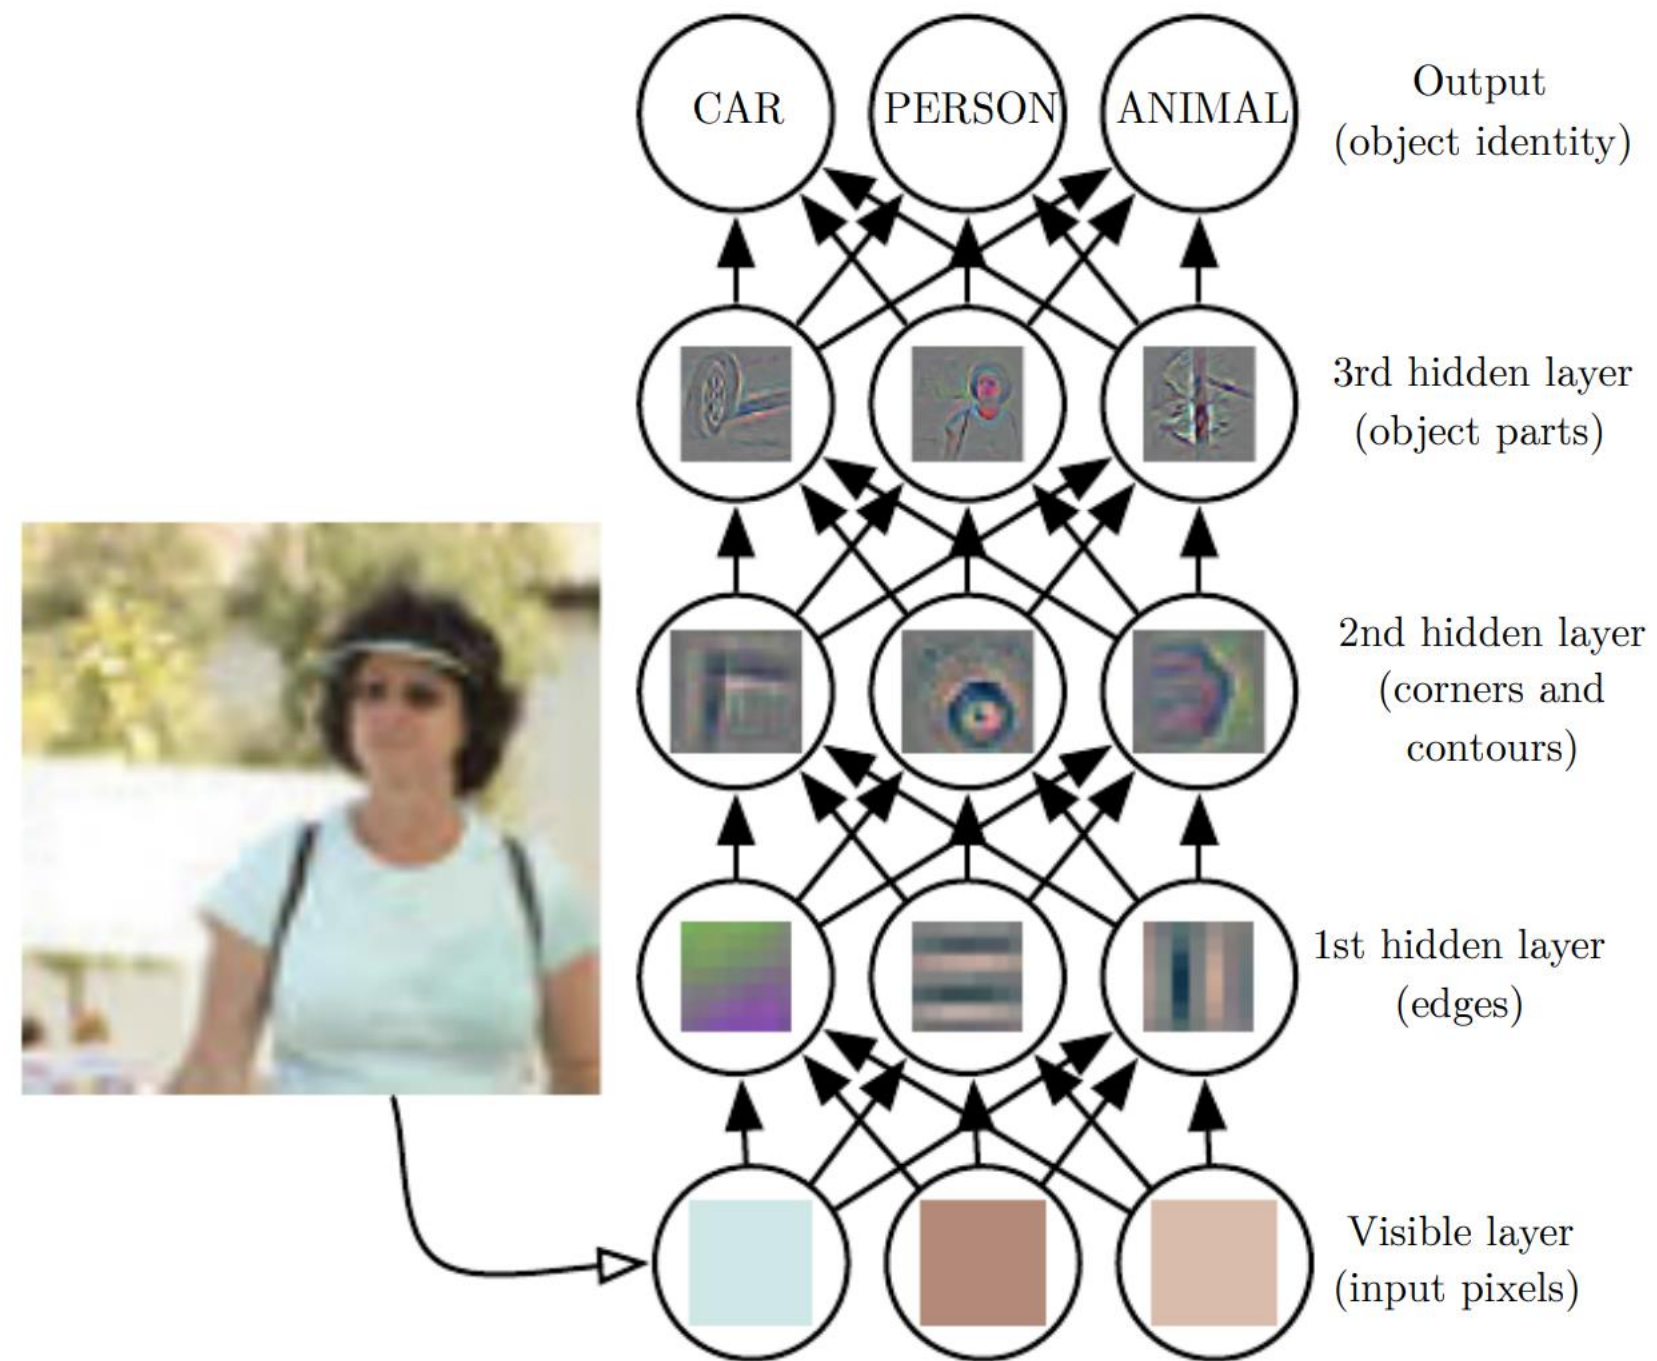 CAR
PERSON
ANIMAL
Output
(object identity)
3rd hidden layer
(object parts)
2nd hidden layer
(corners and
contours)
1st hidden layer
(edges)
Visible layer
(input pixels)